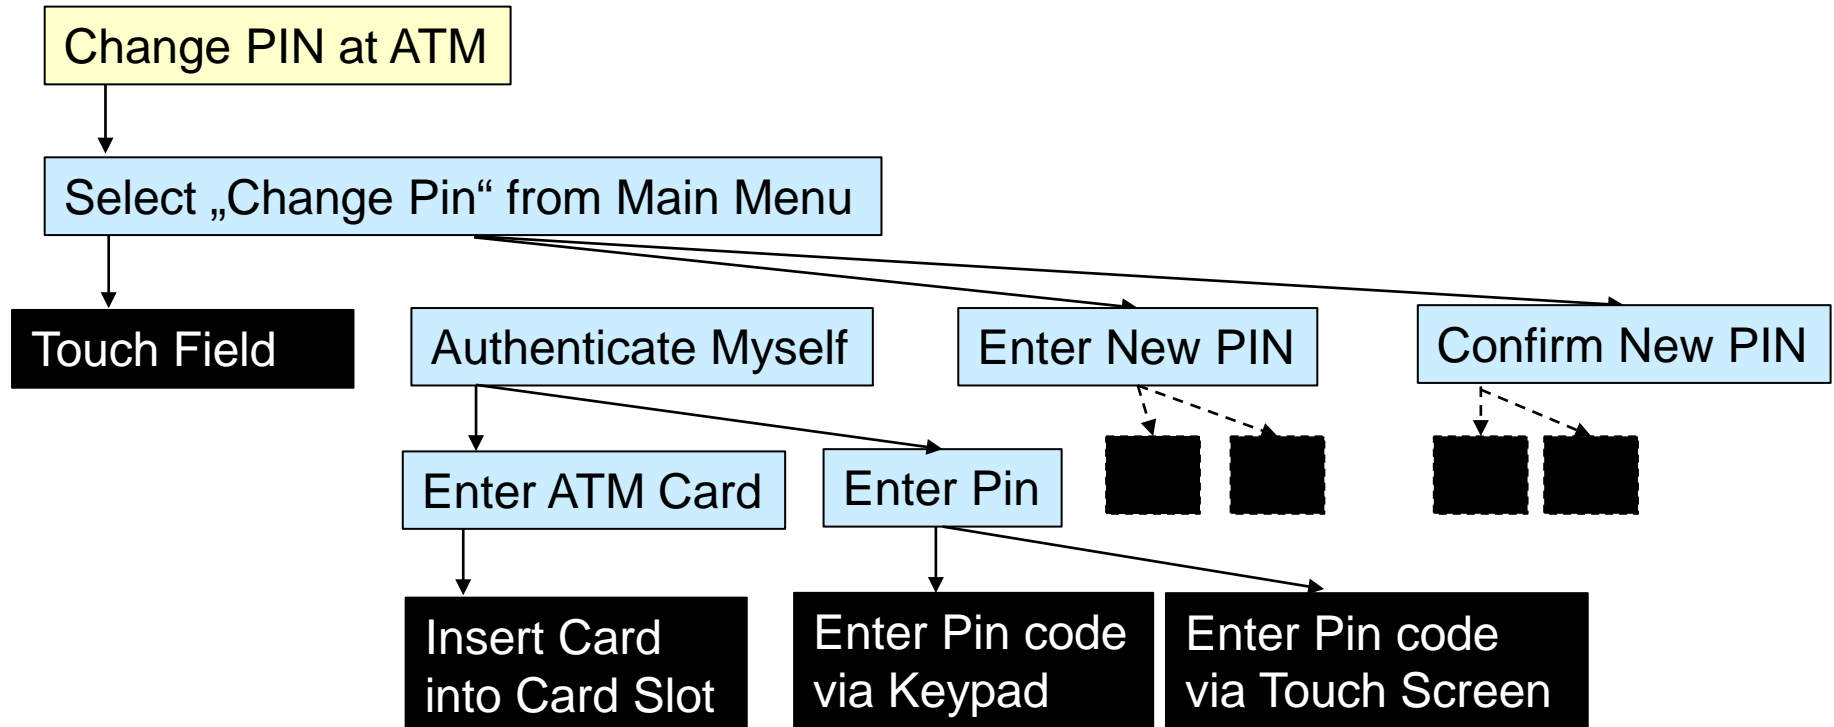 Change PIN at ATM
Select „Change Pin“ from Main Menu
Touch Field
Authenticate Myself
Enter New PIN
Confirm New PIN
Enter ATM Card
Enter Pin
Insert Card
into Card Slot
Enter Pin code
via Keypad
Enter Pin code
via Touch Screen